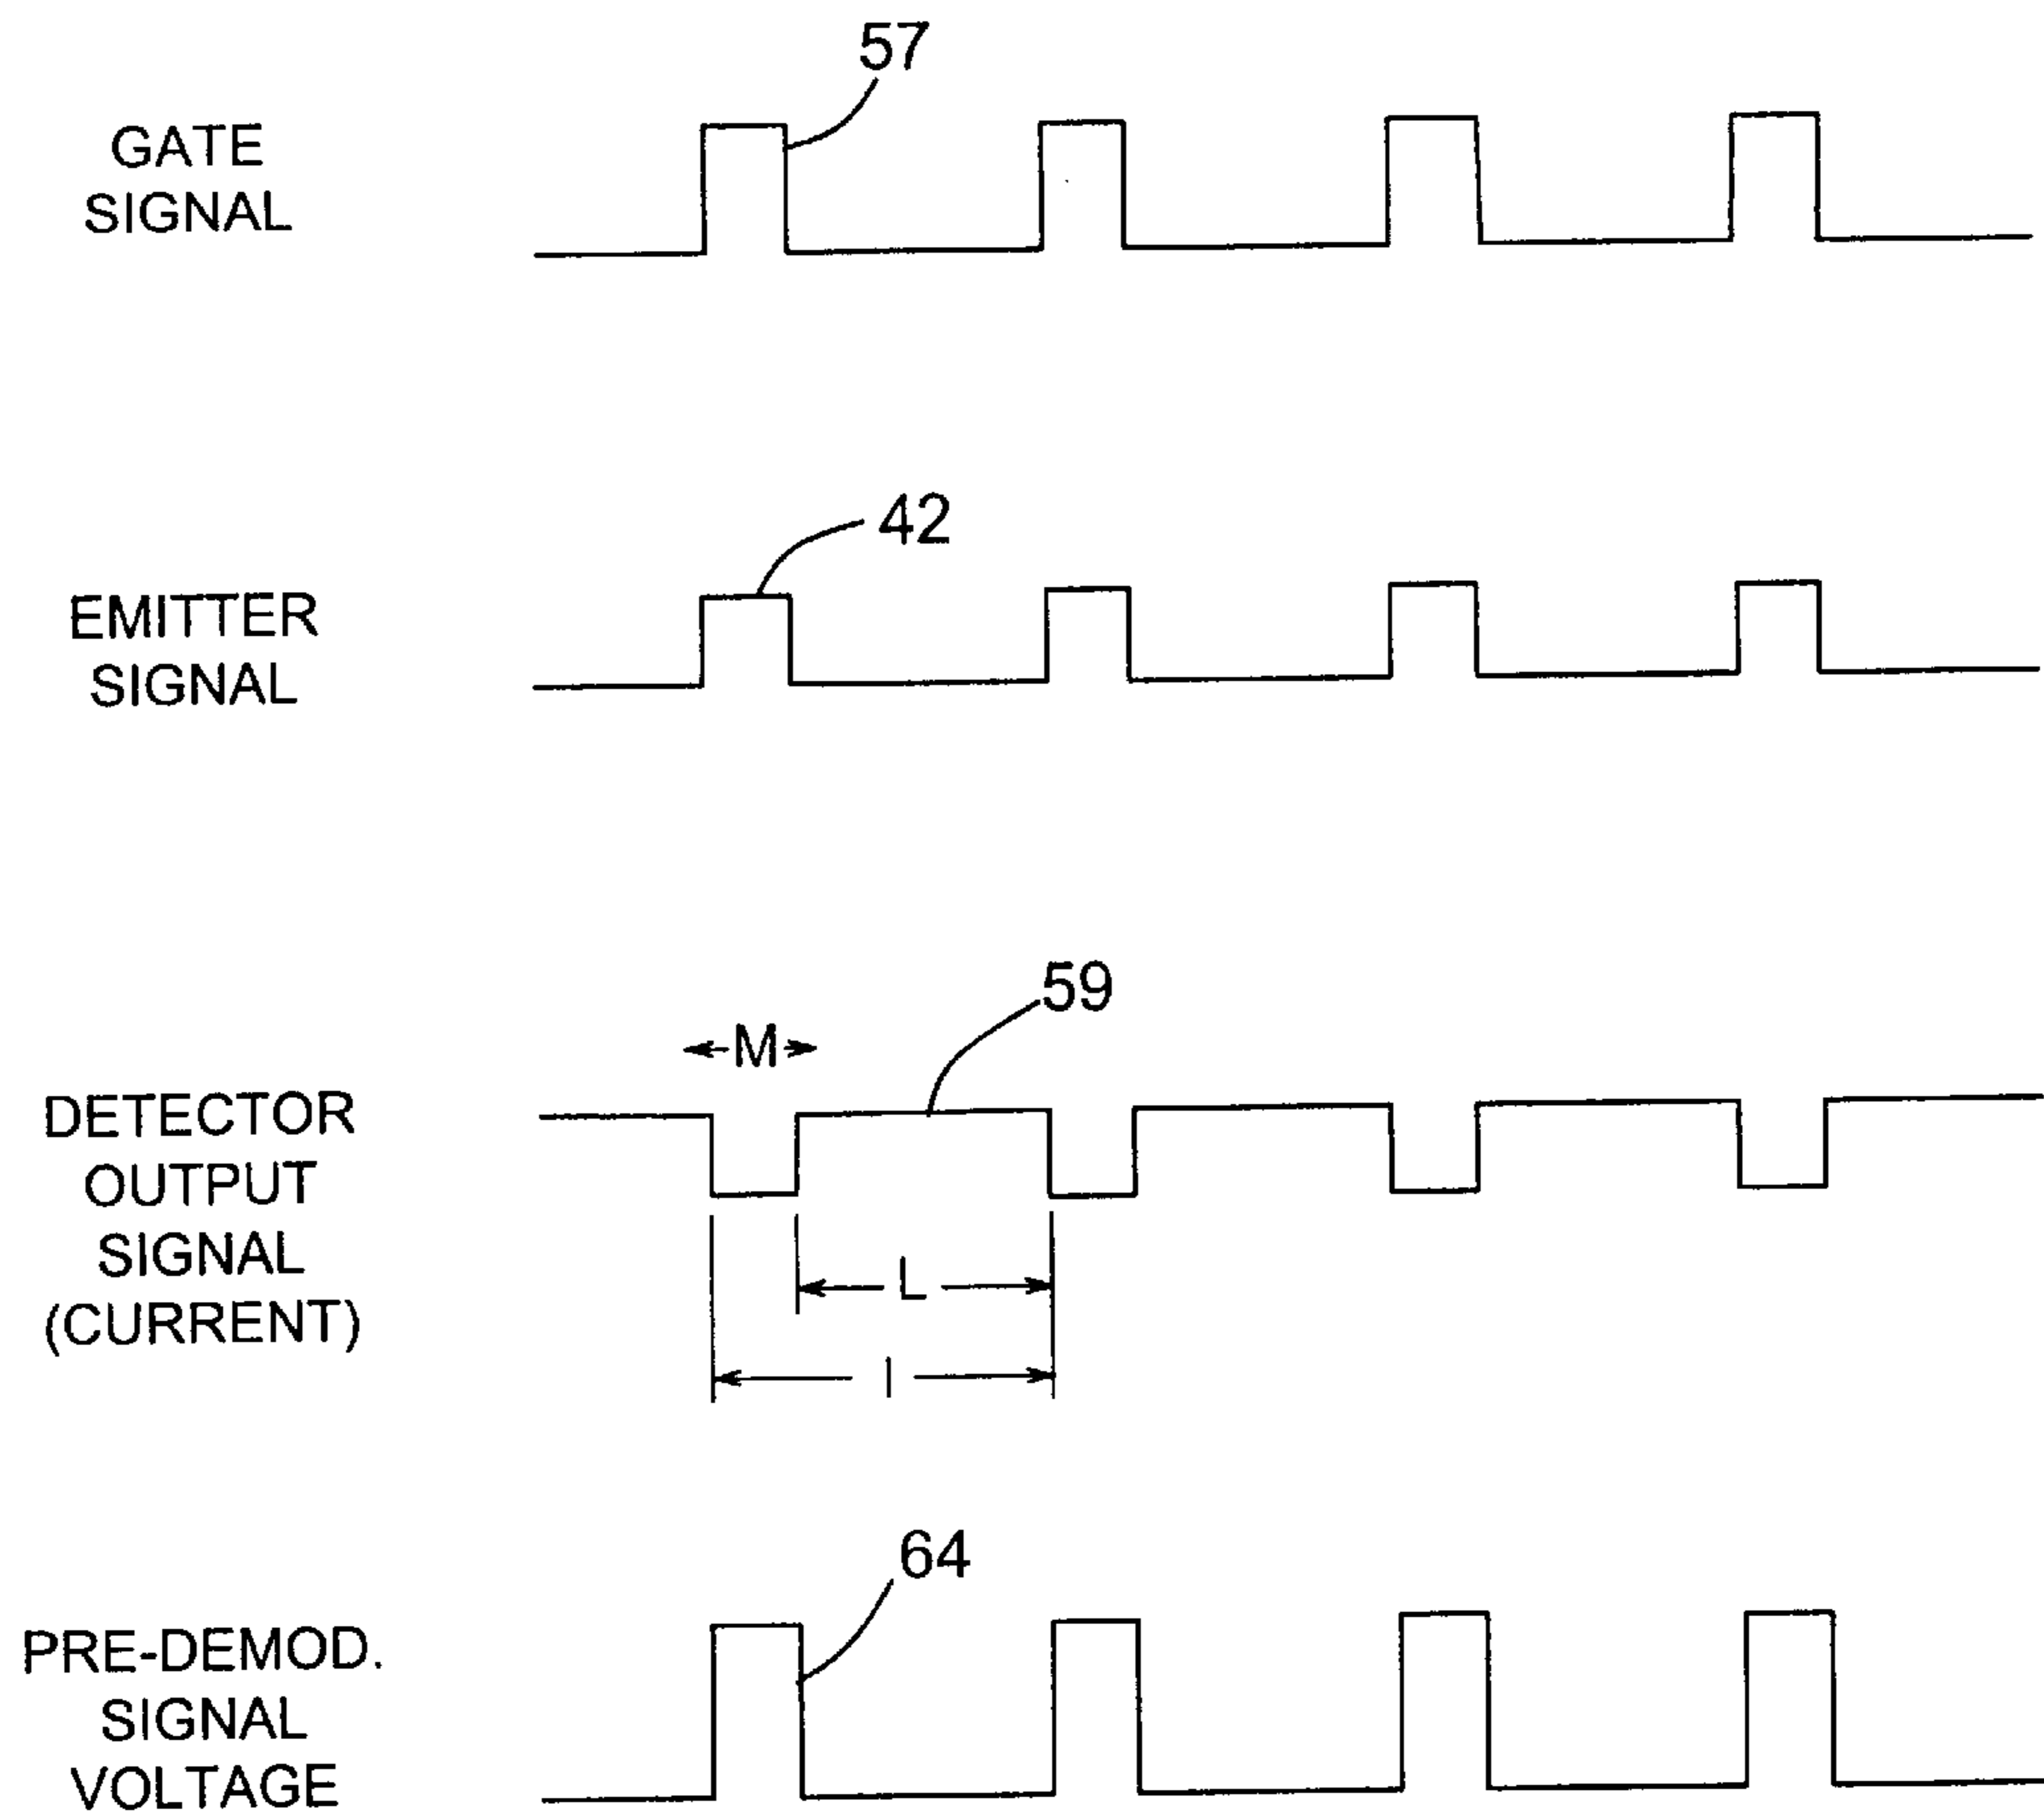 57
GATE
SIGNAL
42
EMITTER
SIGNAL
59
M
DETECTOR
OUTPUT
SIGNAL
(CURRENT)
L
I
64
PRE-DEMOD.
SIGNAL
VOLTAGE